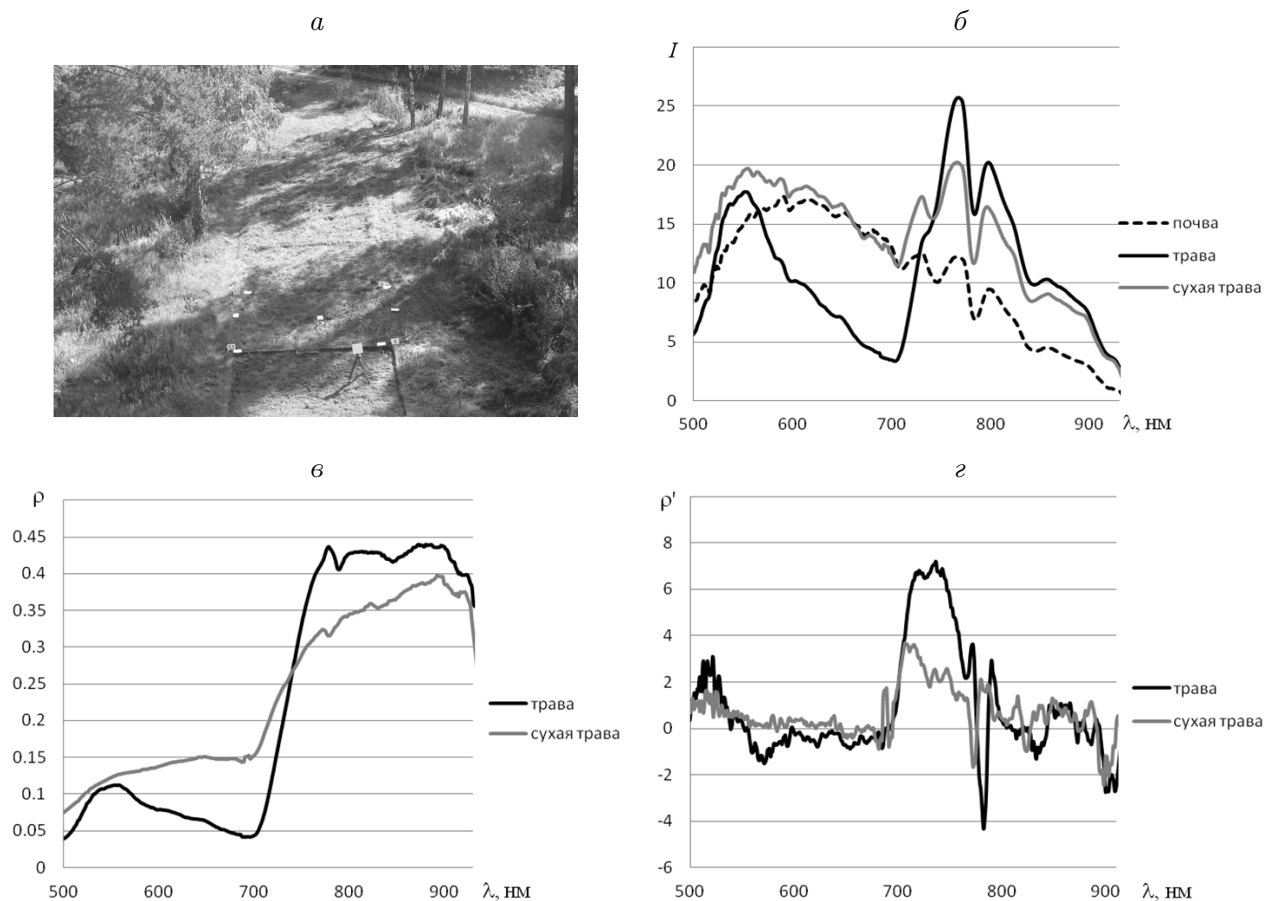 а
б
I
25
20
15
10
5
0
500 600 700 800 900 λ, нм
почва
трава
сухая трава
в
ρ
0.45
0.4
0.35
0.3
0.25
0.2
0.15
0.1
0.05
0
500 600 700 800 900 λ, нм
трава
сухая трава
г
ρ'
8
6
4
2
0
-2
-4
-6
500 600 700 800 900 λ, нм
трава
сухая трава